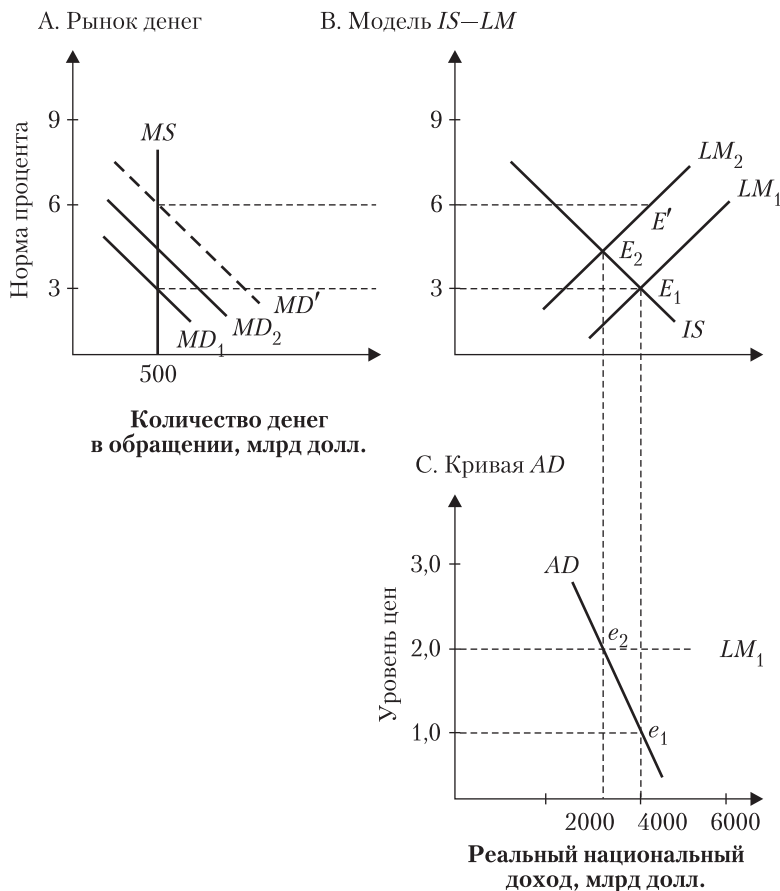 A. Рынок денег
B. Модель IS—LM
Норма процента
9
6
3
MS
MD'
MD2
MD1
500
Количество денег
в обращении, млрд долл.
9
6
3
LM2
LM1
E'
E2
E1
IS
C. Кривая AD
Уровень цен
3,0
2,0
1,0
AD
e2
LM1
e1
2000 4000 6000
Реальный национальный
доход, млрд долл.